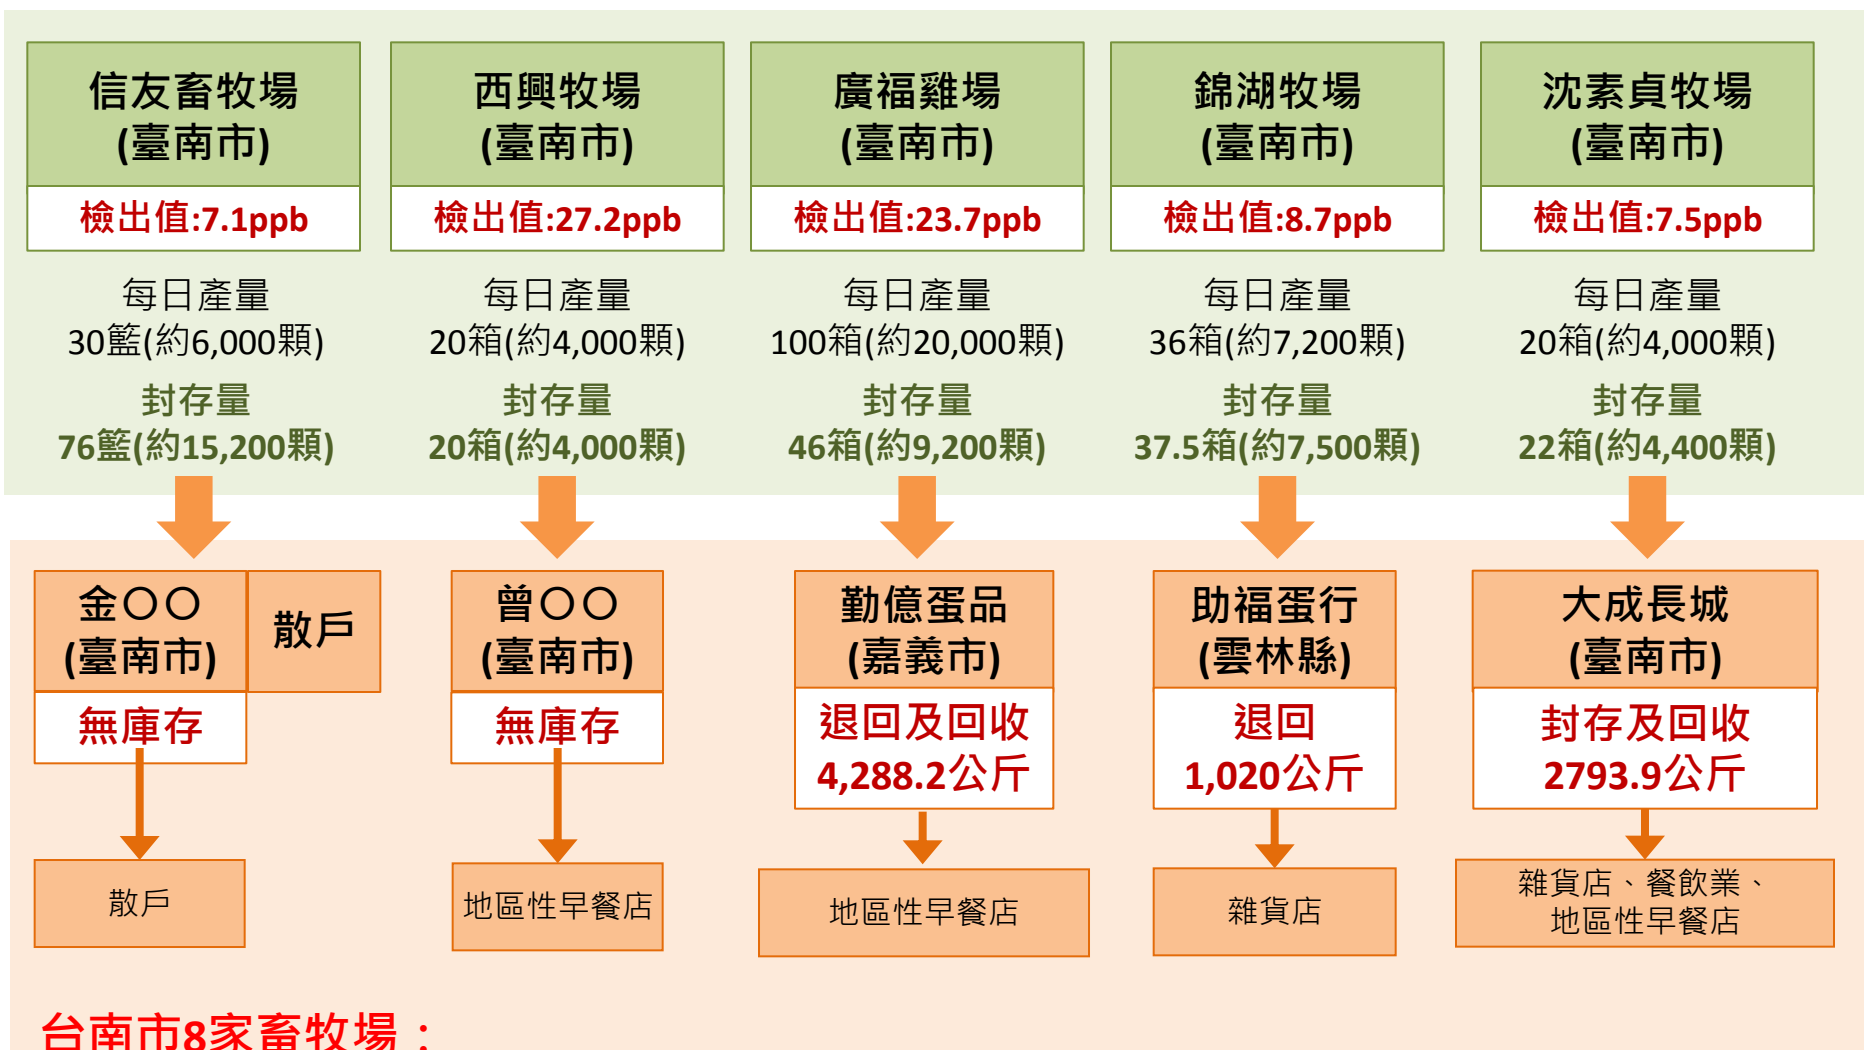 信友畜牧場
(臺南市)
檢出值:7.1ppb
每日產量
30籃(約6,000顆)
封存量
76籃(約15,200顆)
西興牧場
(臺南市)
檢出值:27.2ppb
每日產量
20箱(約4,000顆)
封存量
20箱(約4,000顆)
廣福雞場
(臺南市)
檢出值:23.7ppb
每日產量
100箱(約20,000顆)
封存量
46箱(約9,200顆)
錦湖牧場
(臺南市)
檢出值:8.7ppb
每日產量
36箱(約7,200顆)
封存量
37.5箱(約7,500顆)
沈素貞牧場
(臺南市)
檢出值:7.5ppb
每日產量
20箱(約4,000顆)
封存量
22箱(約4,400顆)
金〇〇
(臺南市)
散戶
無庫存
散戶
曾〇〇
(臺南市)
無庫存
地區性早餐店
勤億蛋品
(嘉義市)
退回及回收
4,288.2公斤
地區性早餐店
助福蛋行
(雲林縣)
退回
1,020公斤
雜貨店
大成長城
(臺南市)
封存及回收
2793.9公斤
雜貨店、餐飲業、
地區性早餐店
台南市8家畜牧場：